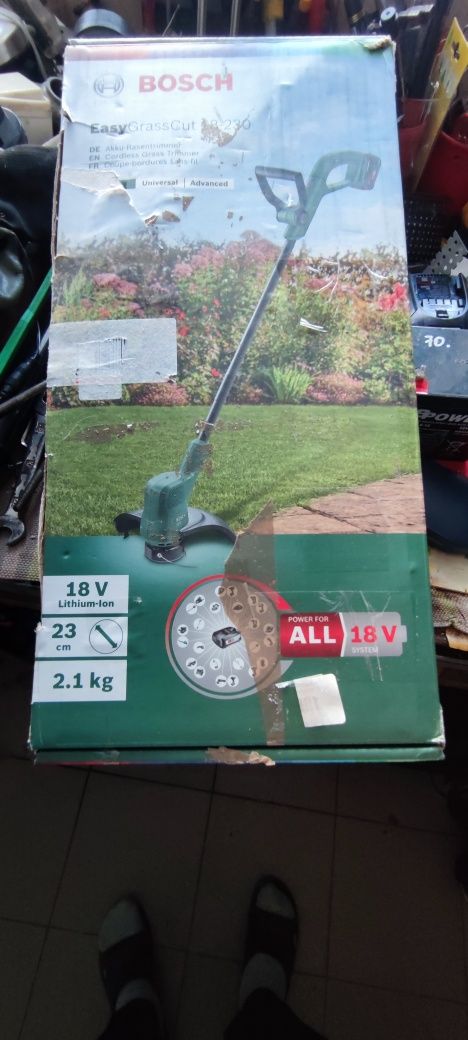 BOSCH
EasyGrassCut 18-230
DE Akku-Rasentrimmer
EN Cordless Grass Trimmer
FR Coupe-bordures sans-fil
Universal | Advanced
70.
POWE
18 V
Lithium-Ion
23
cm
2.1 kg
POWER FOR
ALL
18 V
SYSTEM